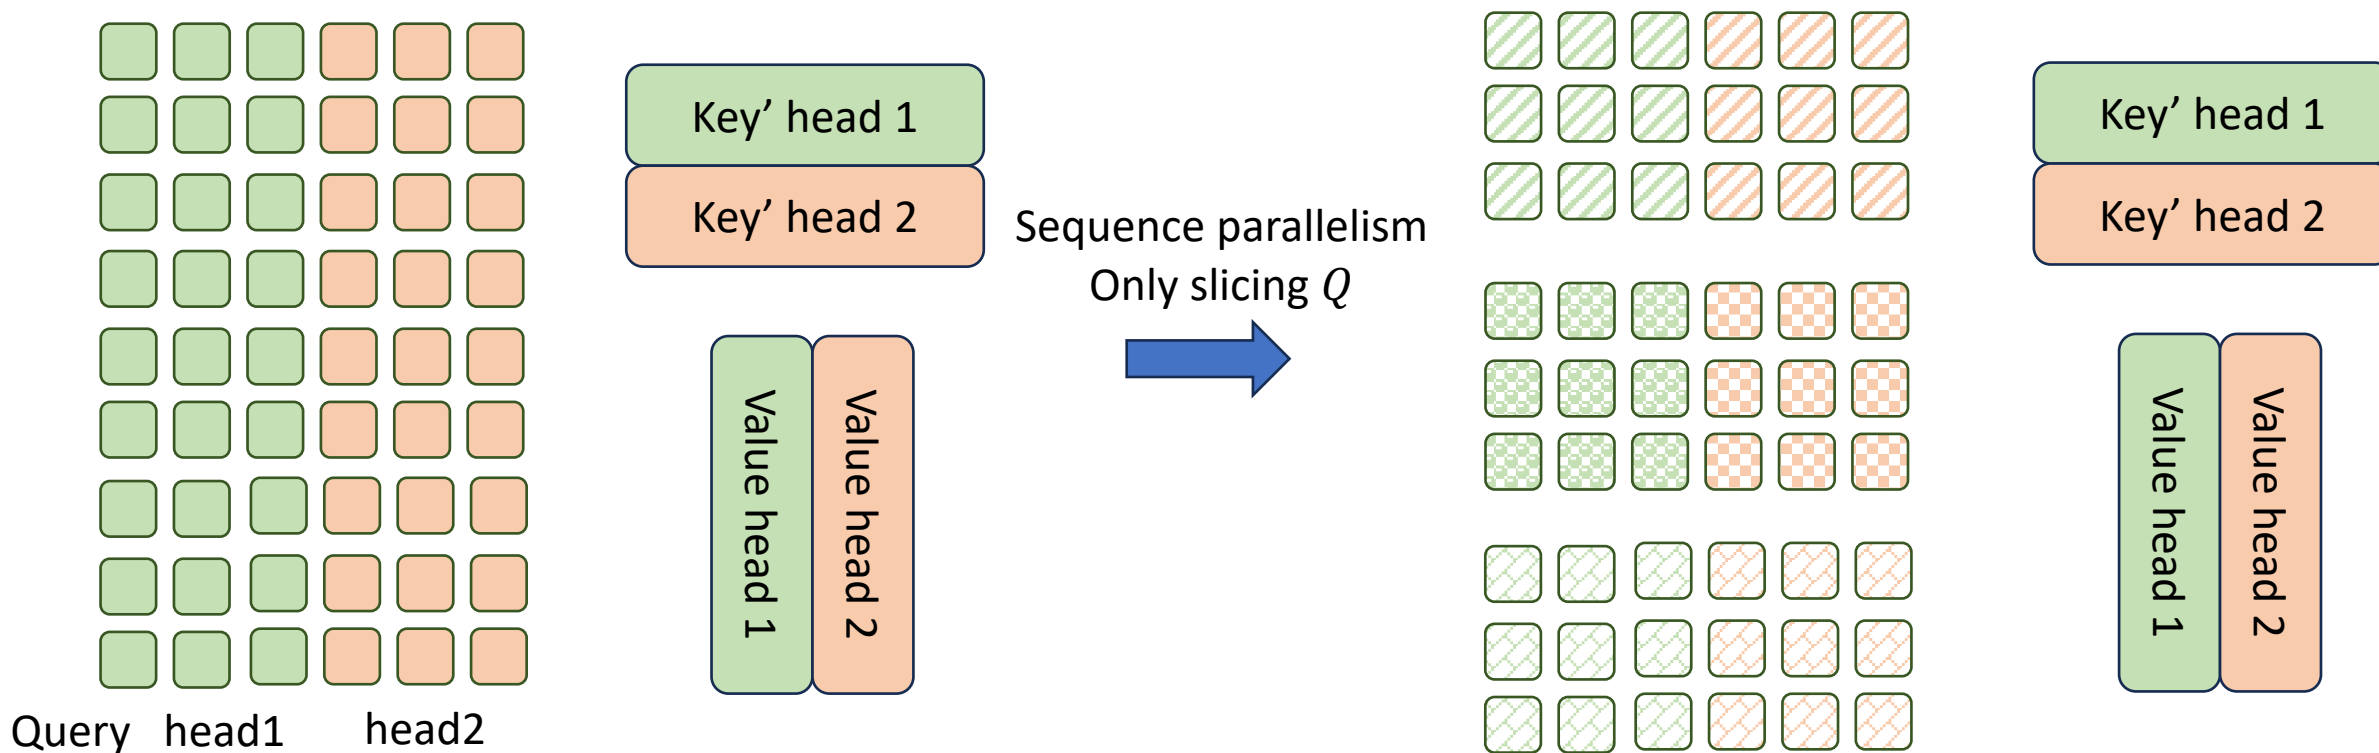 Key’ head 1
Key’ head 2
Value head 1
Value head 2
Query head1 head2
Sequence parallelism
Only slicing Q
Key’ head 1
Key’ head 2
Value head 1
Value head 2